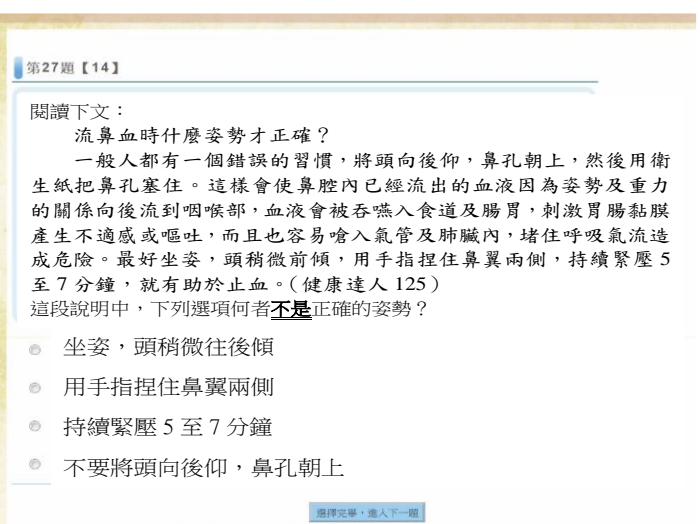 第27題【14】
閱讀下文：
流鼻血時什麼姿勢才正確？
一般人都有一個錯誤的習慣，將頭向後仰，鼻孔朝上，然後用衛
生紙把鼻孔塞住。這樣會使鼻腔內已經流出的血液因為姿勢及重力
的關係向後流到咽喉部，血液會被吞嚥入食道及腸胃，刺激胃腸黏膜
產生不適感或嘔吐，而且也容易嗆入氣管及肺臟內，堵住呼吸氣流造
成危險。最好坐姿，頭稍微前傾，用手指捏住鼻翼兩側，持續緊壓 5
至 7 分鐘，就有助於止血。（健康達人 125）
這段說明中，下列選項何者不是正確的姿勢？
坐姿，頭稍微往後傾
用手指捏住鼻翼兩側
持續緊壓 5 至 7 分鐘
不要將頭向後仰，鼻孔朝上
選擇完畢，進入下一題